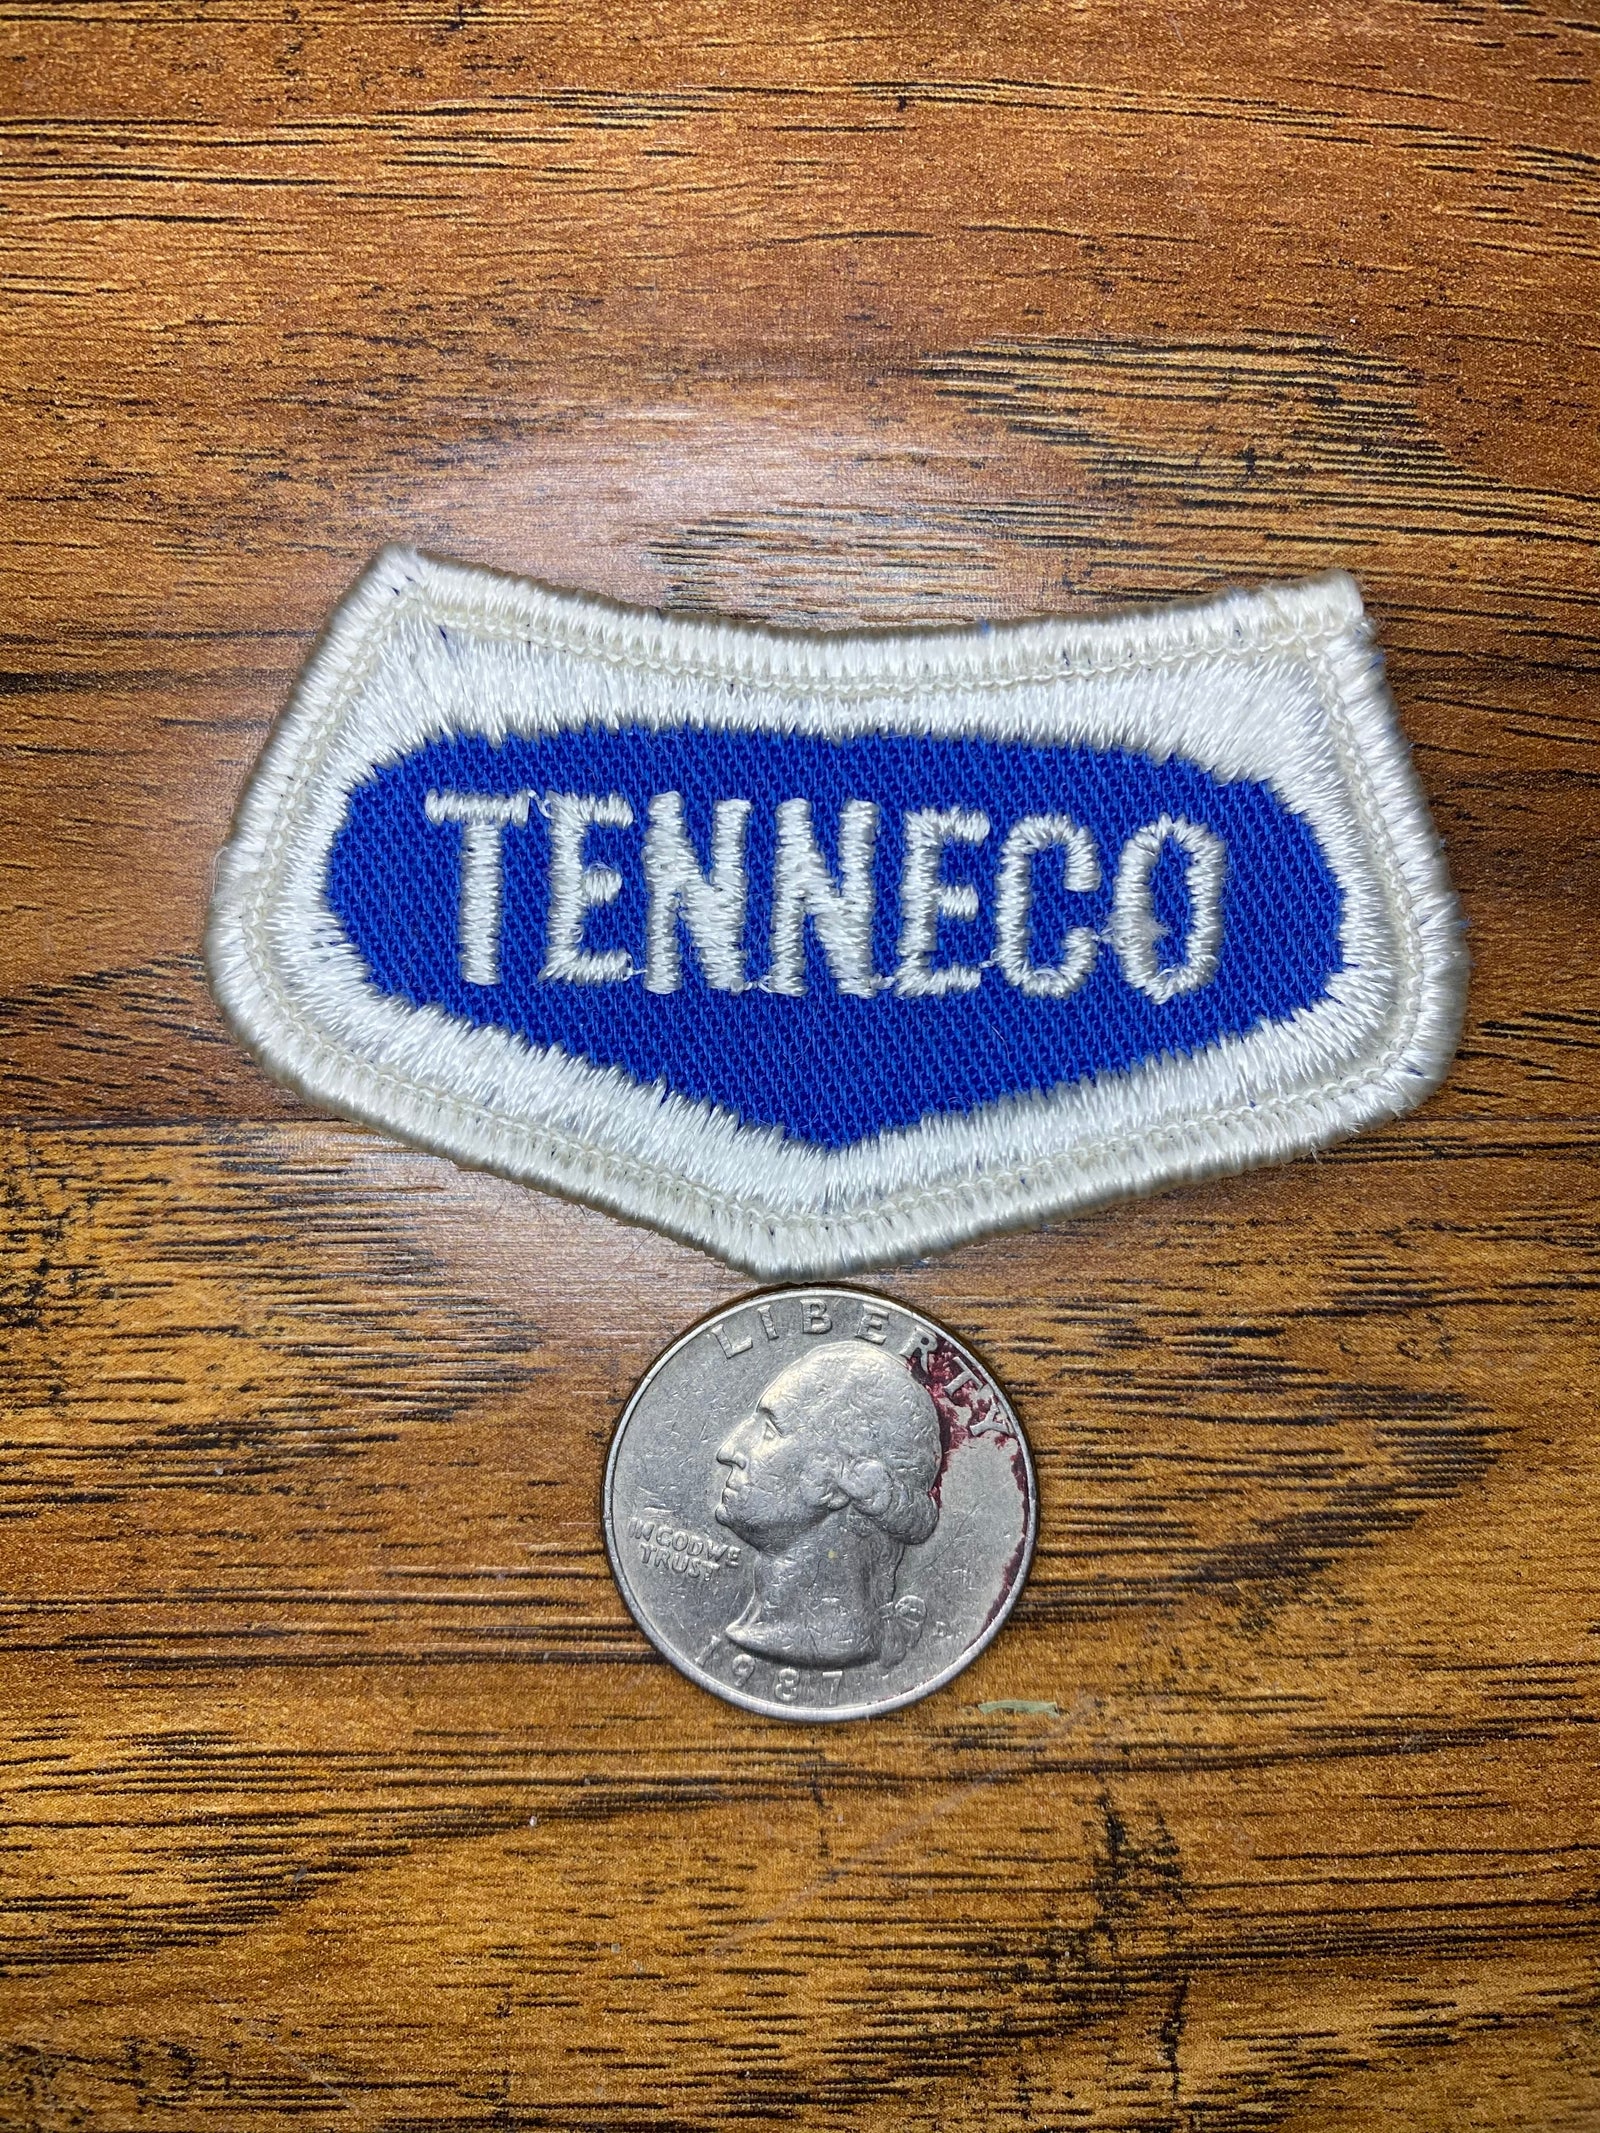 TENNECO
LIBERTY
IN GOD WE
TRUST
P
1987